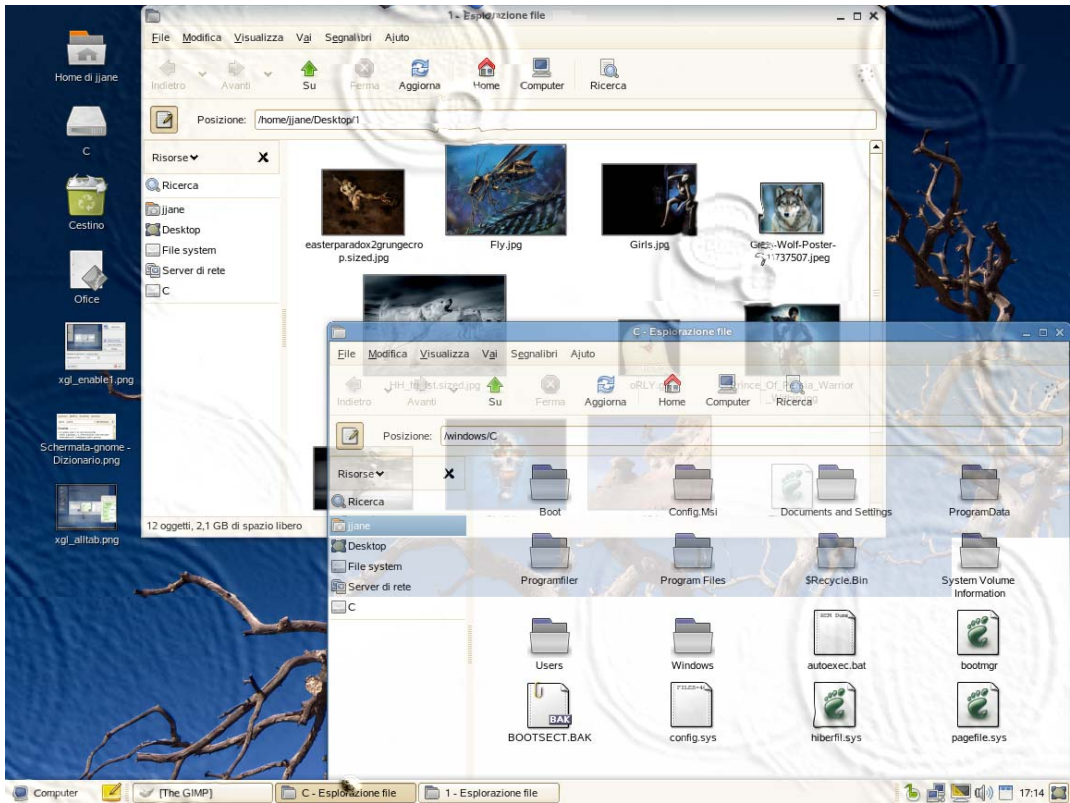 1 - Esplorazione file
File Modifica Visualizza Vai Segnalibri Aiuto
Indietro Avanti Su Ferma Aggiorna Home Computer Ricerca
Posizione: /home/jjane/Desktop/1
Risorse
Ricerca
jjane
Desktop
File system
Server di rete
C
easterparadox2grungecro
p.sized.jpg
Fly.jpg
Girls.jpg
-Wolf-Poster-
737507.jpeg
12 oggetti, 2,1 GB di spazio libero
Home di jjane
C
Cestino
Ofice
xgl_enable1.png
Schermata-gnome -
Dizionario.png
xgl_alltab.png
C - Esplorazione file
File Modifica Visualizza Vai Segnalibri Aiuto
Indietro Avanti Su Ferma Aggiorna Home Computer Ricerca
Posizione: /windows/C
Risorse
Ricerca
jjane
Desktop
File system
Server di rete
C
Boot Config.Msi Documents and Settings ProgramData
Programfiler Program Files $Recycle.Bin System Volume
Information
Users Windows autoexec.bat bootmgr
BAK
BOOTSECT.BAK config.sys hiberfil.sys pagefile.sys
Computer [The GIMP] C - Esplorazione file 1 - Esplorazione file 17:14